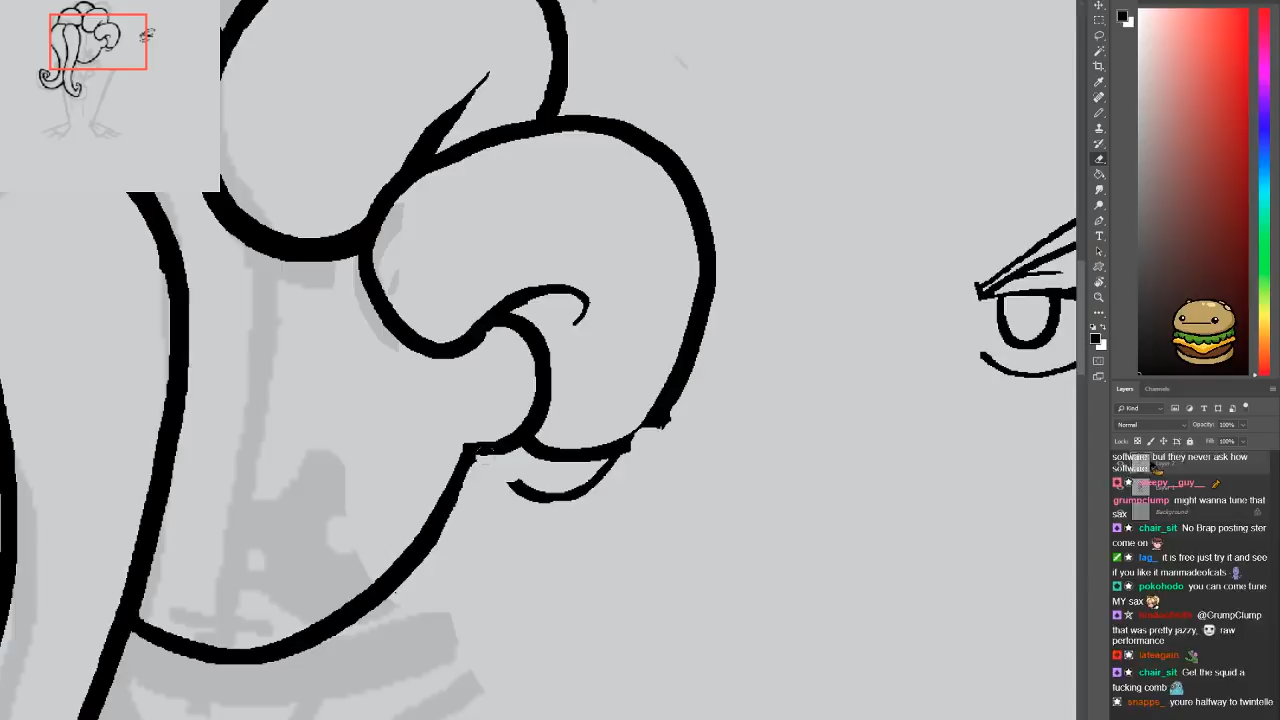 Layers
Channels
Kind
Normal
Opacity: 100%
Lock:
Fill: 100%
software, but they never ask how
software
grumpclump might wanna tune that
sax
Background
chair_sit No Brap posting ster
come on
lag_ it is free just try it and see
if you like it manmadeofcats
pokohodo you can come tune
MY sax
@GrumpClump
that was pretty jazzy, raw
performance
lateagain
chair_sit Get the squid a
fucking comb
snapps_ youre halfway to twintelle